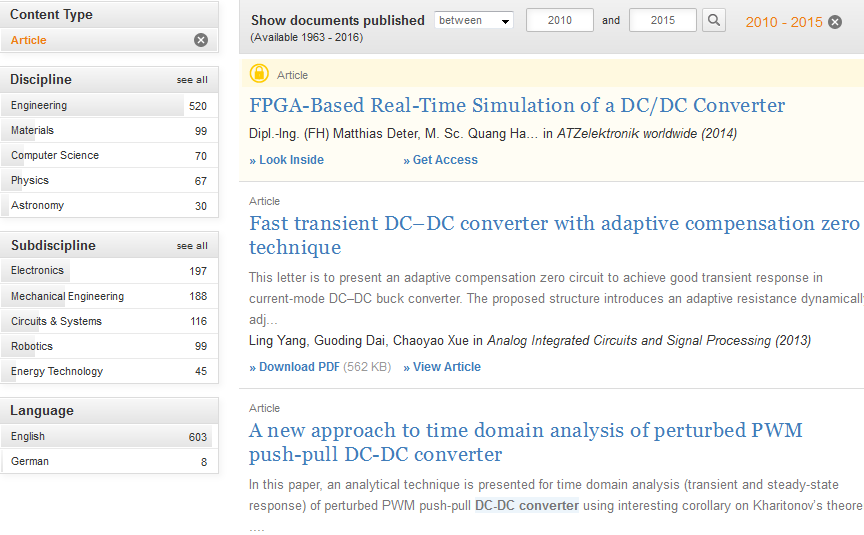 Content Type
Article
Discipline see all
Engineering 520
Materials 99
Computer Science 70
Physics 67
Astronomy 30
Subdiscipline see all
Electronics 197
Mechanical Engineering 188
Circuits & Systems 116
Robotics 99
Energy Technology 45
Language
English 603
German 8
Show documents published between 2010 and 2015 2010 - 2015
(Available 1963 - 2016)
Article
FPGA-Based Real-Time Simulation of a DC/DC Converter
Dipl.-Ing. (FH) Matthias Deter, M. Sc. Quang Ha... in ATZelektronik worldwide (2014)
» Look Inside » Get Access
Article
Fast transient DC–DC converter with adaptive compensation zero
technique
This letter is to present an adaptive compensation zero circuit to achieve good transient response in
current-mode DC–DC buck converter. The proposed structure introduces an adaptive resistance dynamicall
adj...
Ling Yang, Guoding Dai, Chaoyao Xue in Analog Integrated Circuits and Signal Processing (2013)
» Download PDF (562 KB) » View Article
Article
A new approach to time domain analysis of perturbed PWM
push-pull DC-DC converter
In this paper, an analytical technique is presented for time domain analysis (transient and steady-state
response) of perturbed PWM push-pull DC-DC converter using interesting corollary on Kharitonov's theore
....